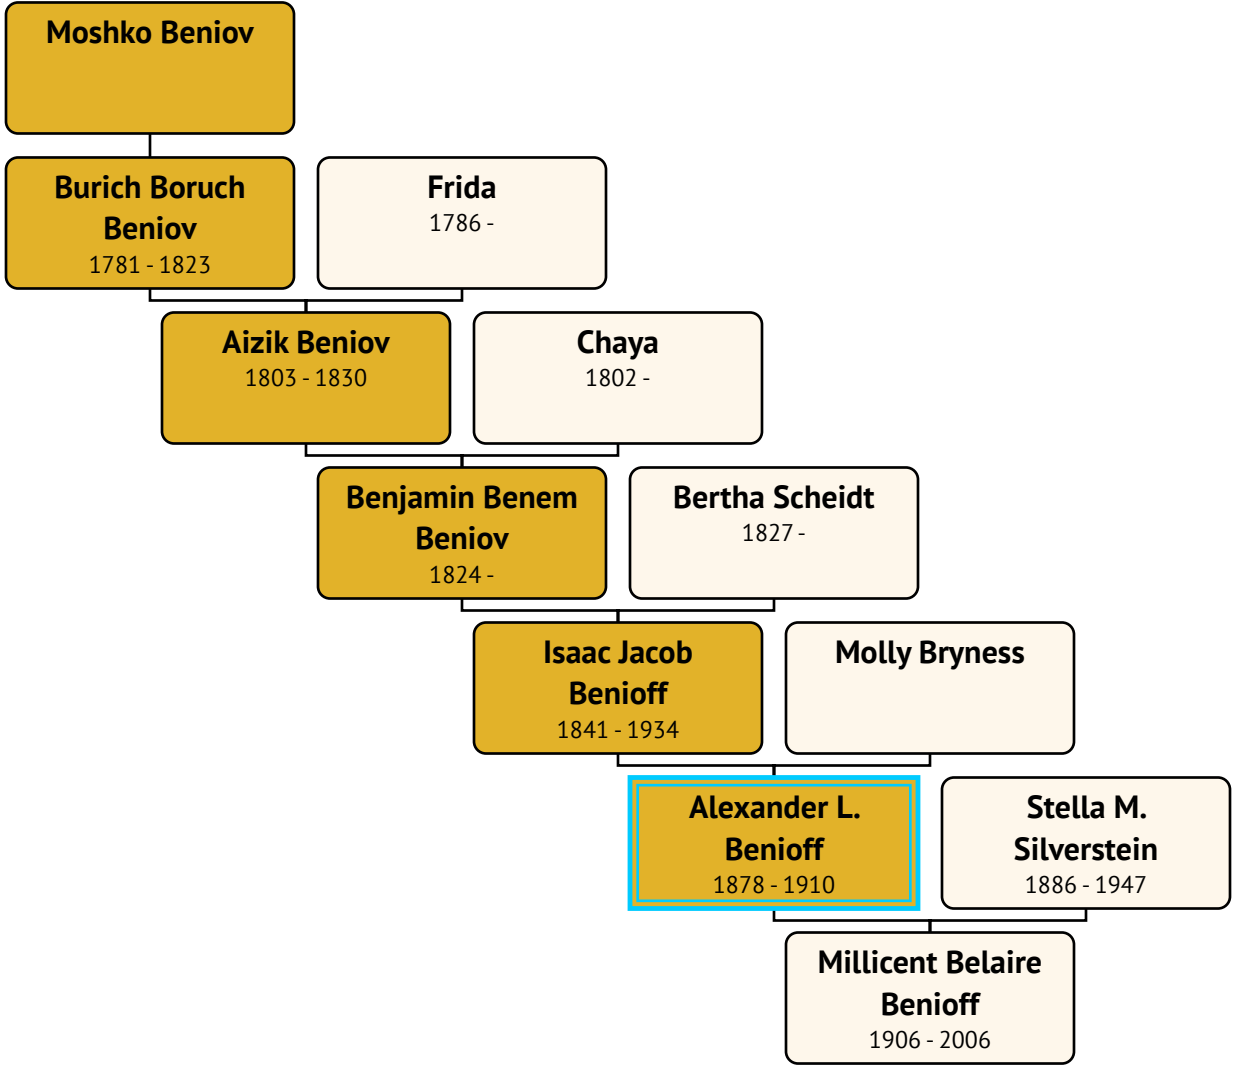 Moshko Beniov
Burich Boruch
Beniov
1781 - 1823
Frida
1786 -
Aizik Beniov
1803 - 1830
Chaya
1802 -
Benjamin Benem
Beniov
1824 -
Bertha Scheidt
1827 -
Isaac Jacob
Benioff
1841 - 1934
Molly Bryness
Alexander L.
Benioff
1878 - 1910
Stella M.
Silverstein
1886 - 1947
Millicent Belaire
Benioff
1906 - 2006